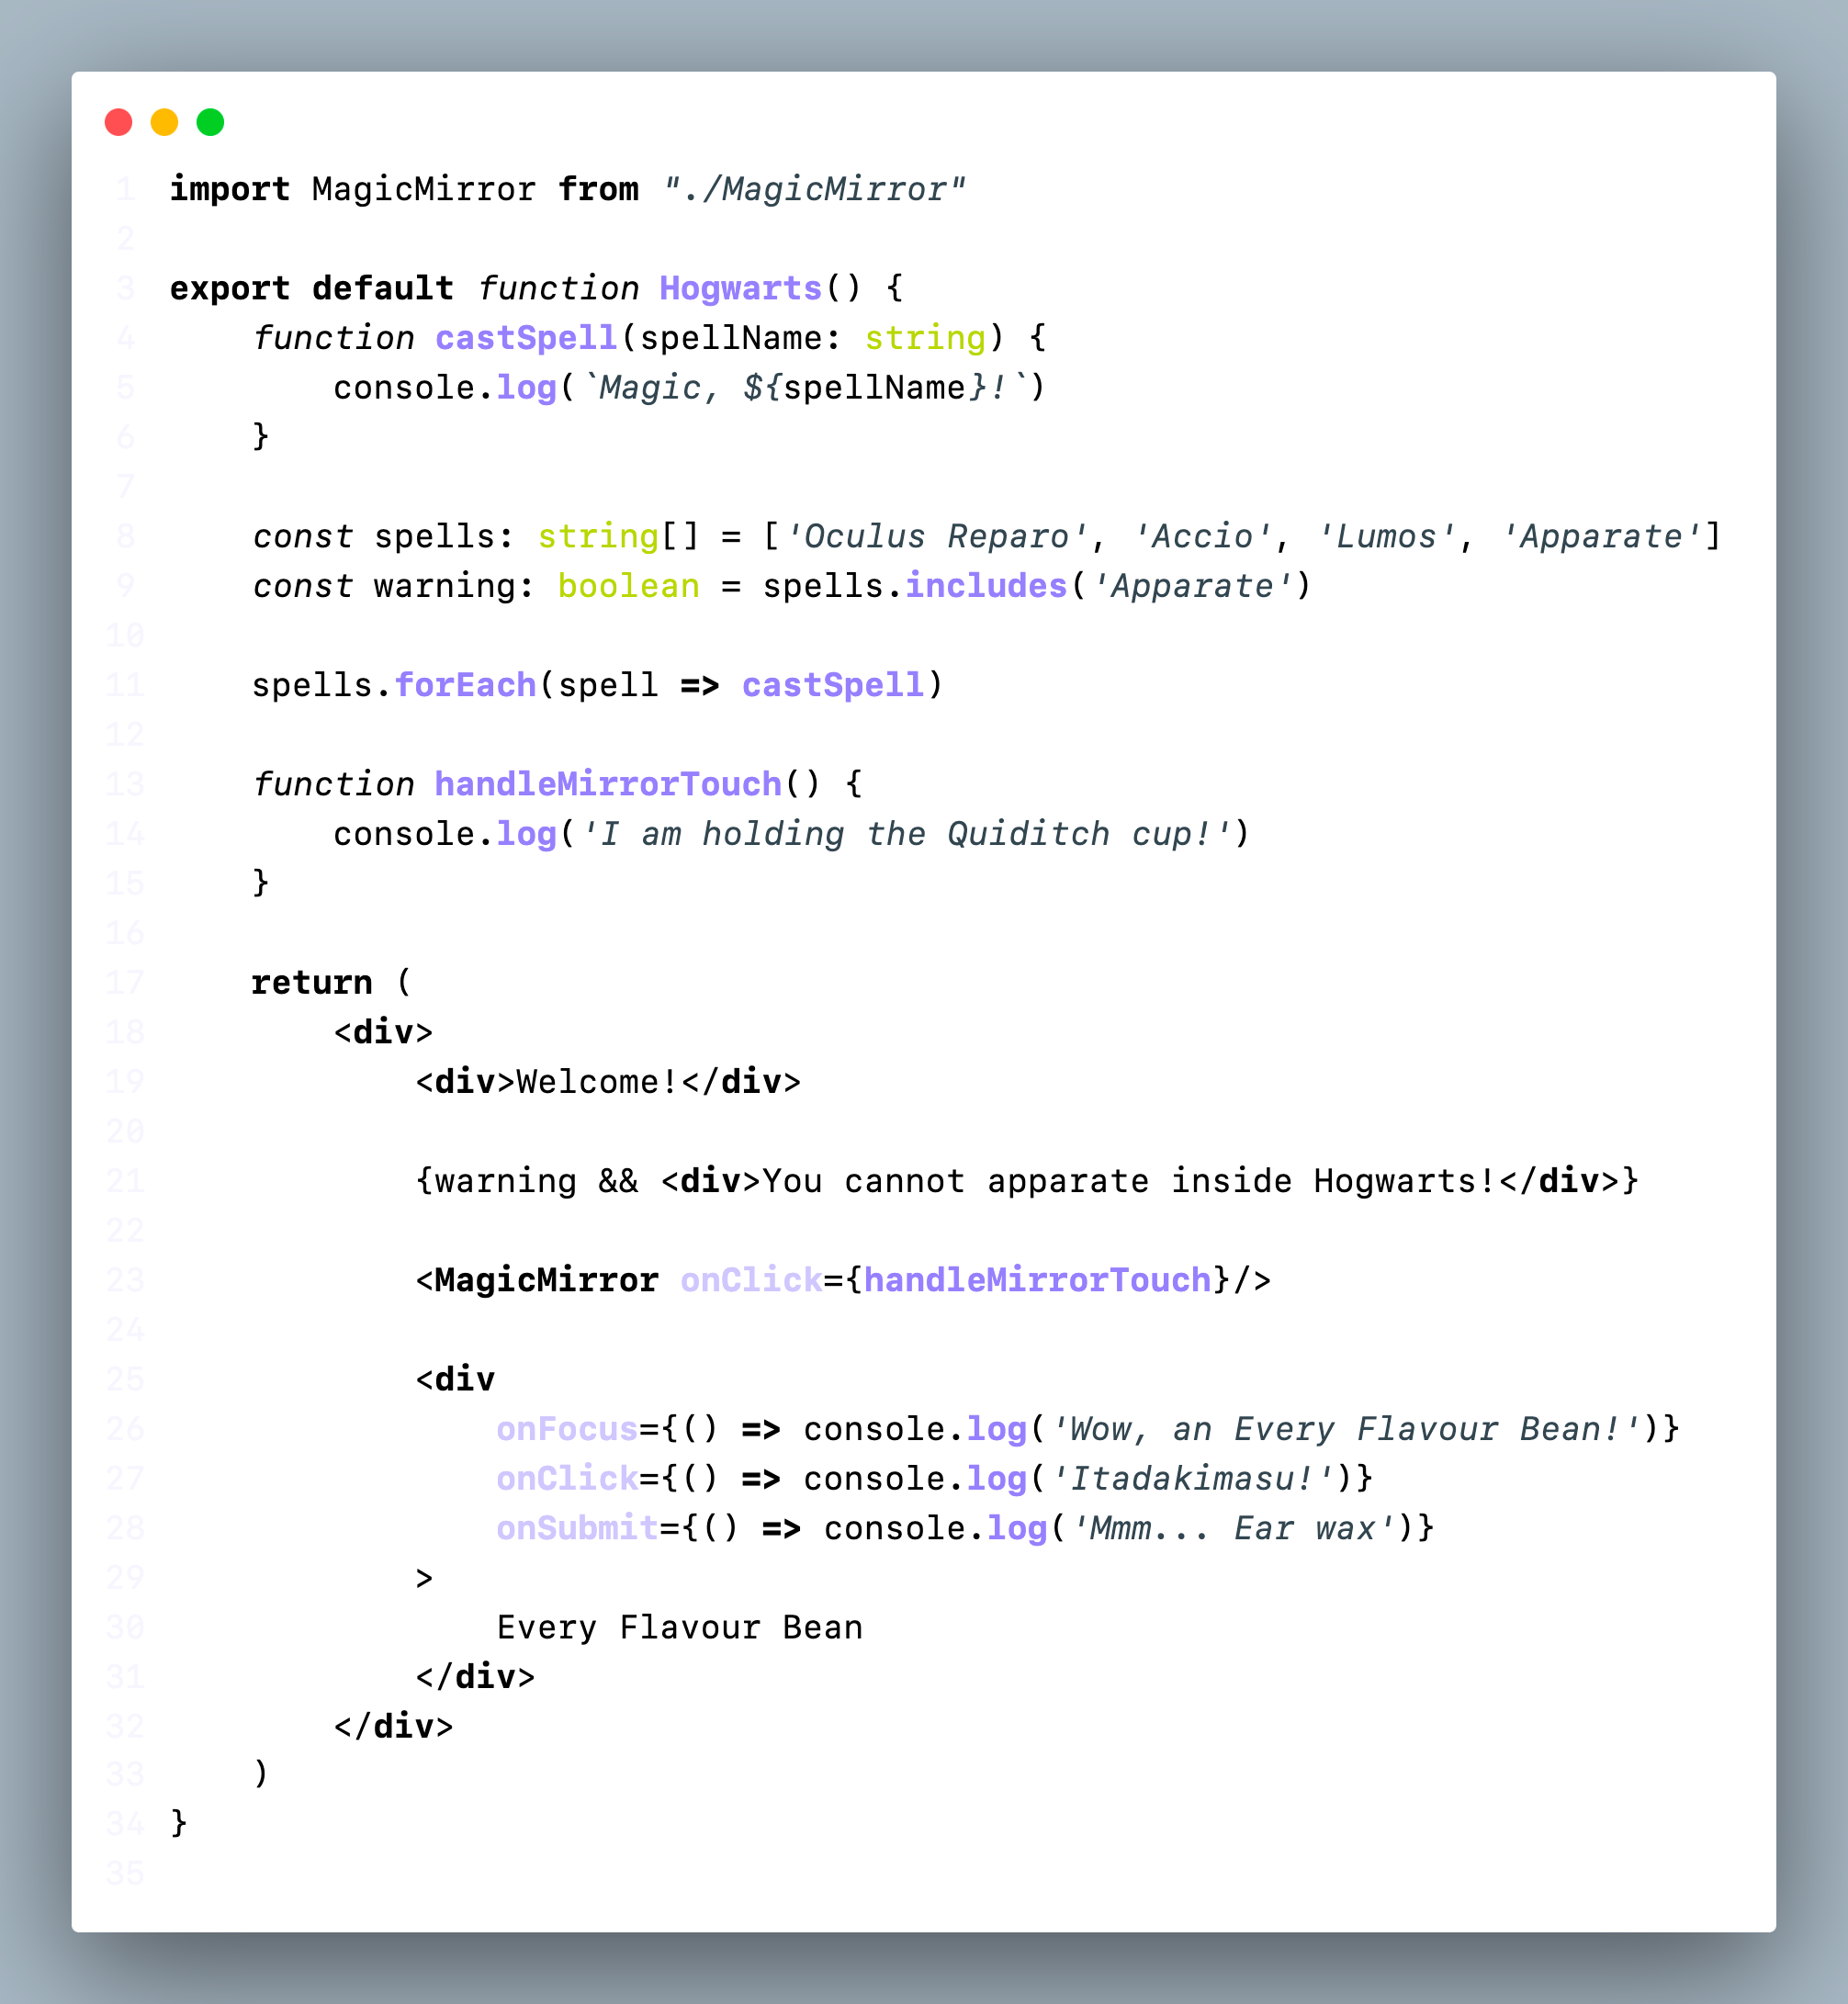 1 import MagicMirror from "./MagicMirror"
2
3 export default function Hogwarts() {
4     function castSpell(spellName: string) {
5         console.log(`Magic, ${spellName}!`)
6     }
7
8     const spells: string[] = ['Oculus Reparo', 'Accio', 'Lumos', 'Apparate']
9     const warning: boolean = spells.includes('Apparate')
10
11     spells.forEach(spell => castSpell)
12
13     function handleMirrorTouch() {
14         console.log('I am holding the Quiditch cup!')
15     }
16
17     return (
18         <div>
19             <div>Welcome!</div>
20
21             {warning && <div>You cannot apparate inside Hogwarts!</div>}
22
23             <MagicMirror onClick={handleMirrorTouch}/>
24
25             <div
26                 onFocus={() => console.log('Wow, an Every Flavour Bean!')}
27                 onClick={() => console.log('Itadakimasu!')}
28                 onSubmit={() => console.log('Mmm... Ear wax')}
29             >
30                 Every Flavour Bean
31             </div>
32         </div>
33     )
34 }
35